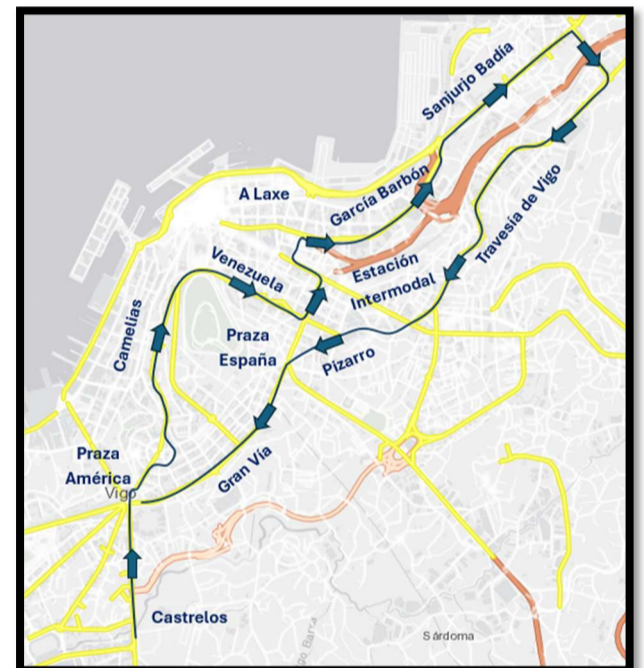 Sanjurjo Badía
A Laxe
García Barbón
Travesía de Vigo
Venezuela
Estación
Intermodal
Camelias
Praza
España
Pizarro
Praza
América
Vigo
Gran Vía
Castrelos
Sárdoma